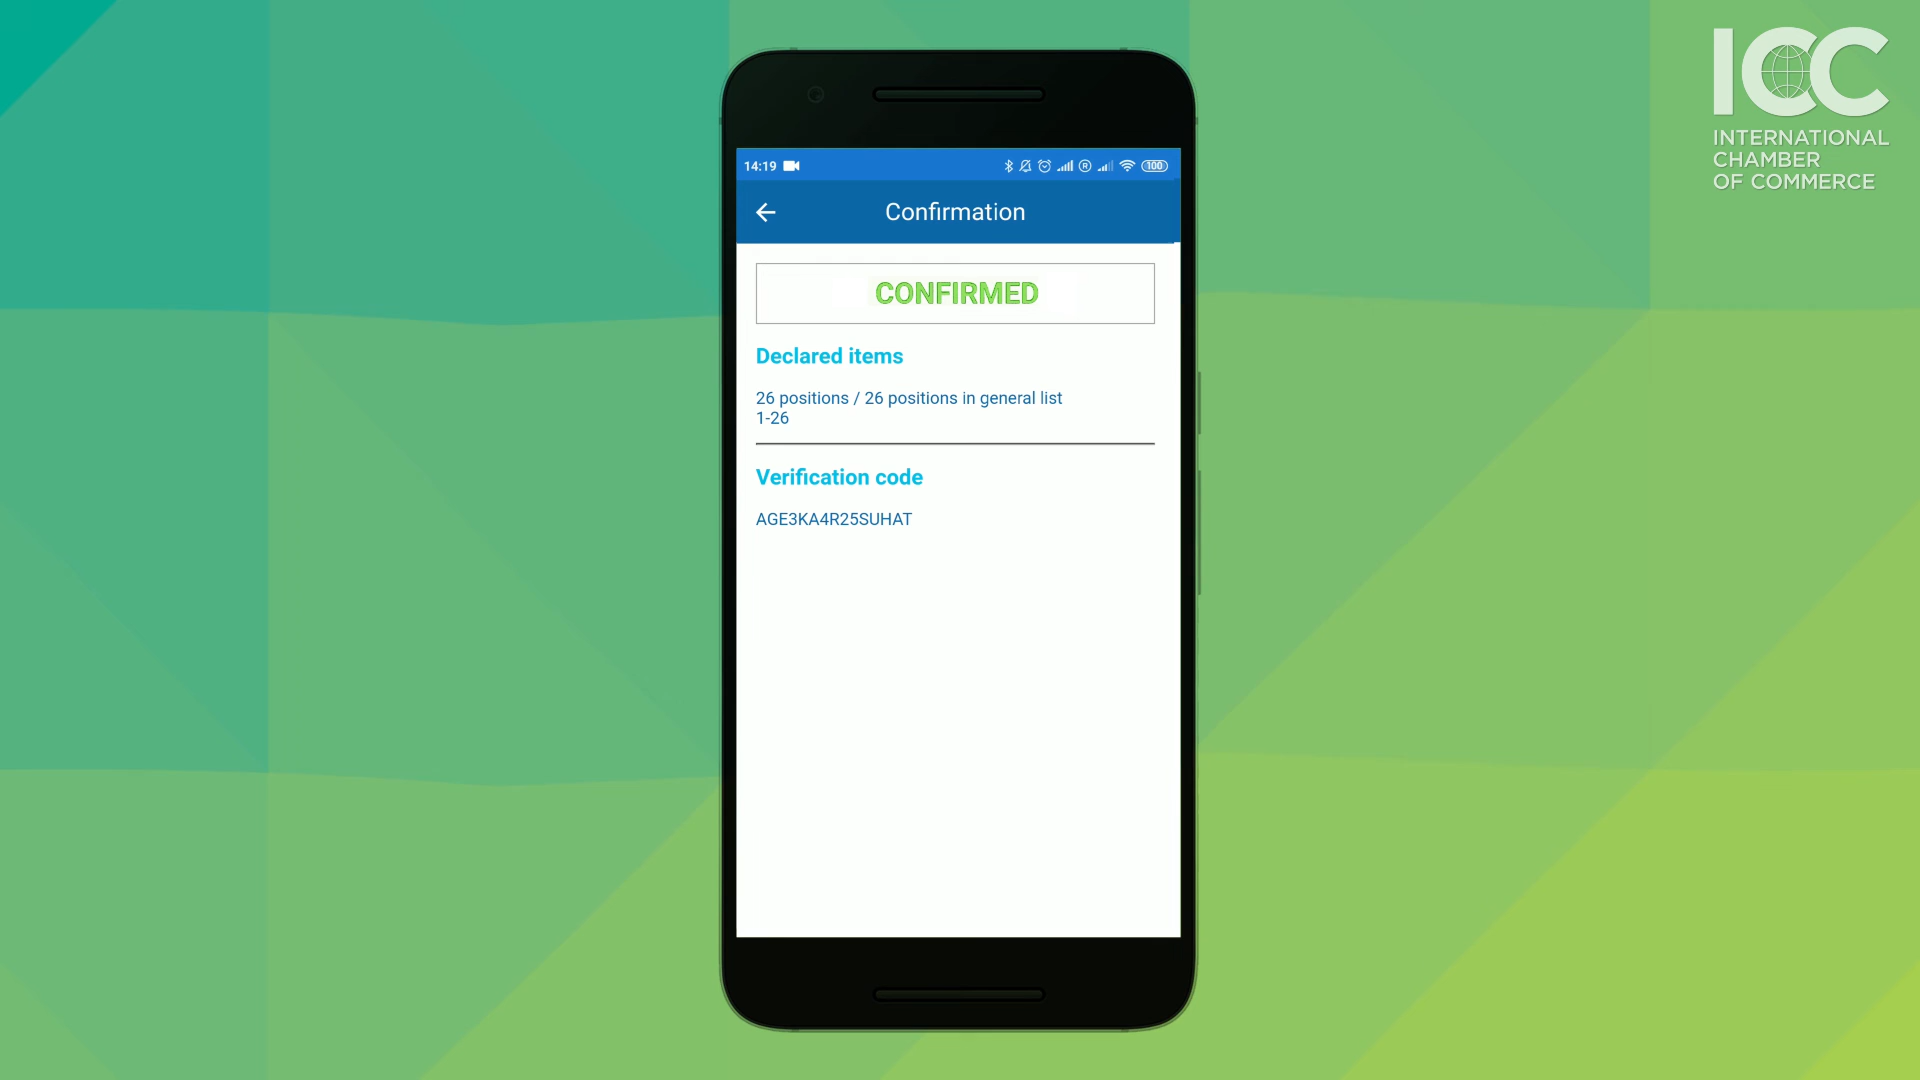 ICC
INTERNATIONAL
CHAMBER
OF COMMERCE
14:19
R
100
Confirmation
CONFIRMED
Declared items
26 positions / 26 positions in general list
1-26
Verification code
AGE3KA4R25SUHAT